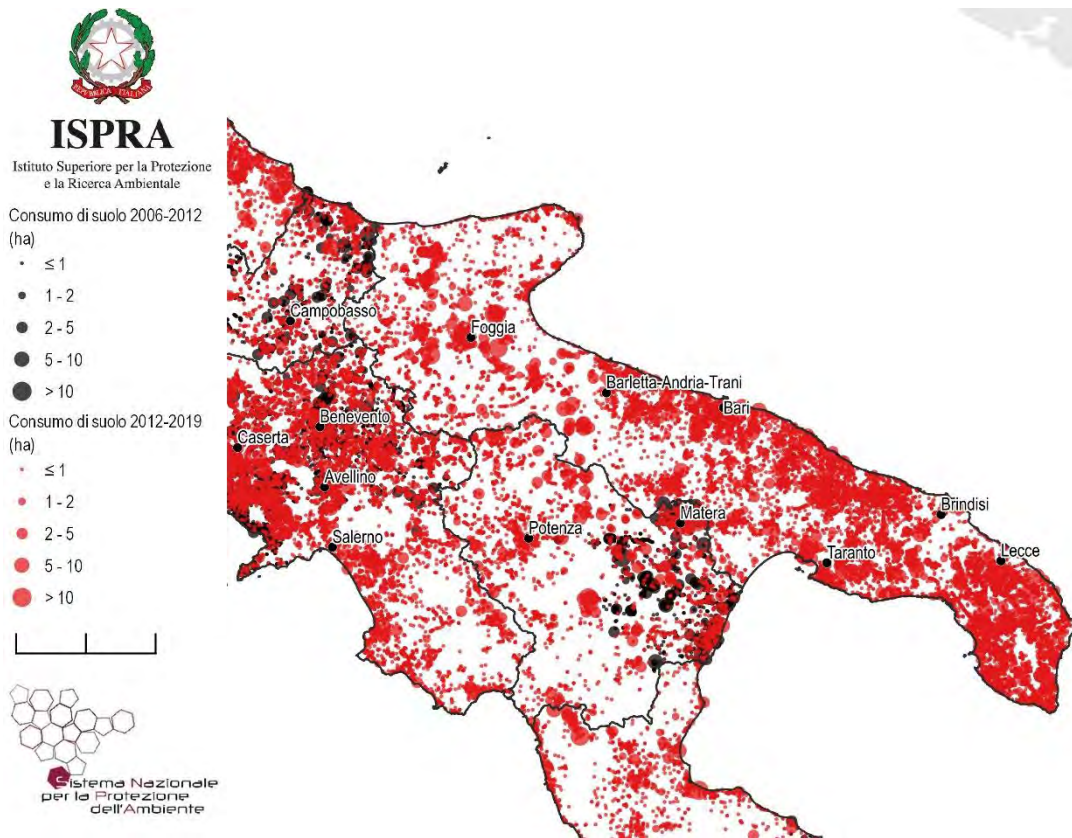 REPVBBLICA ITALIANA
ISPRA
Istituto Superiore per la Protezione
e la Ricerca Ambientale
Consumo di suolo 2006-2012
(ha)
≤ 1
1 - 2
2 - 5
5 - 10
> 10
Consumo di suolo 2012-2019
(ha)
≤ 1
1 - 2
2 - 5
5 - 10
> 10
Sistema Nazionale
per la Protezione
dell'Ambiente
Campobasso
Foggia
Barletta-Andria-Trani
Bari
Benevento
Caserta
Avellino
Brindisi
Matera
Potenza
Salerno
Taranto
Lecce